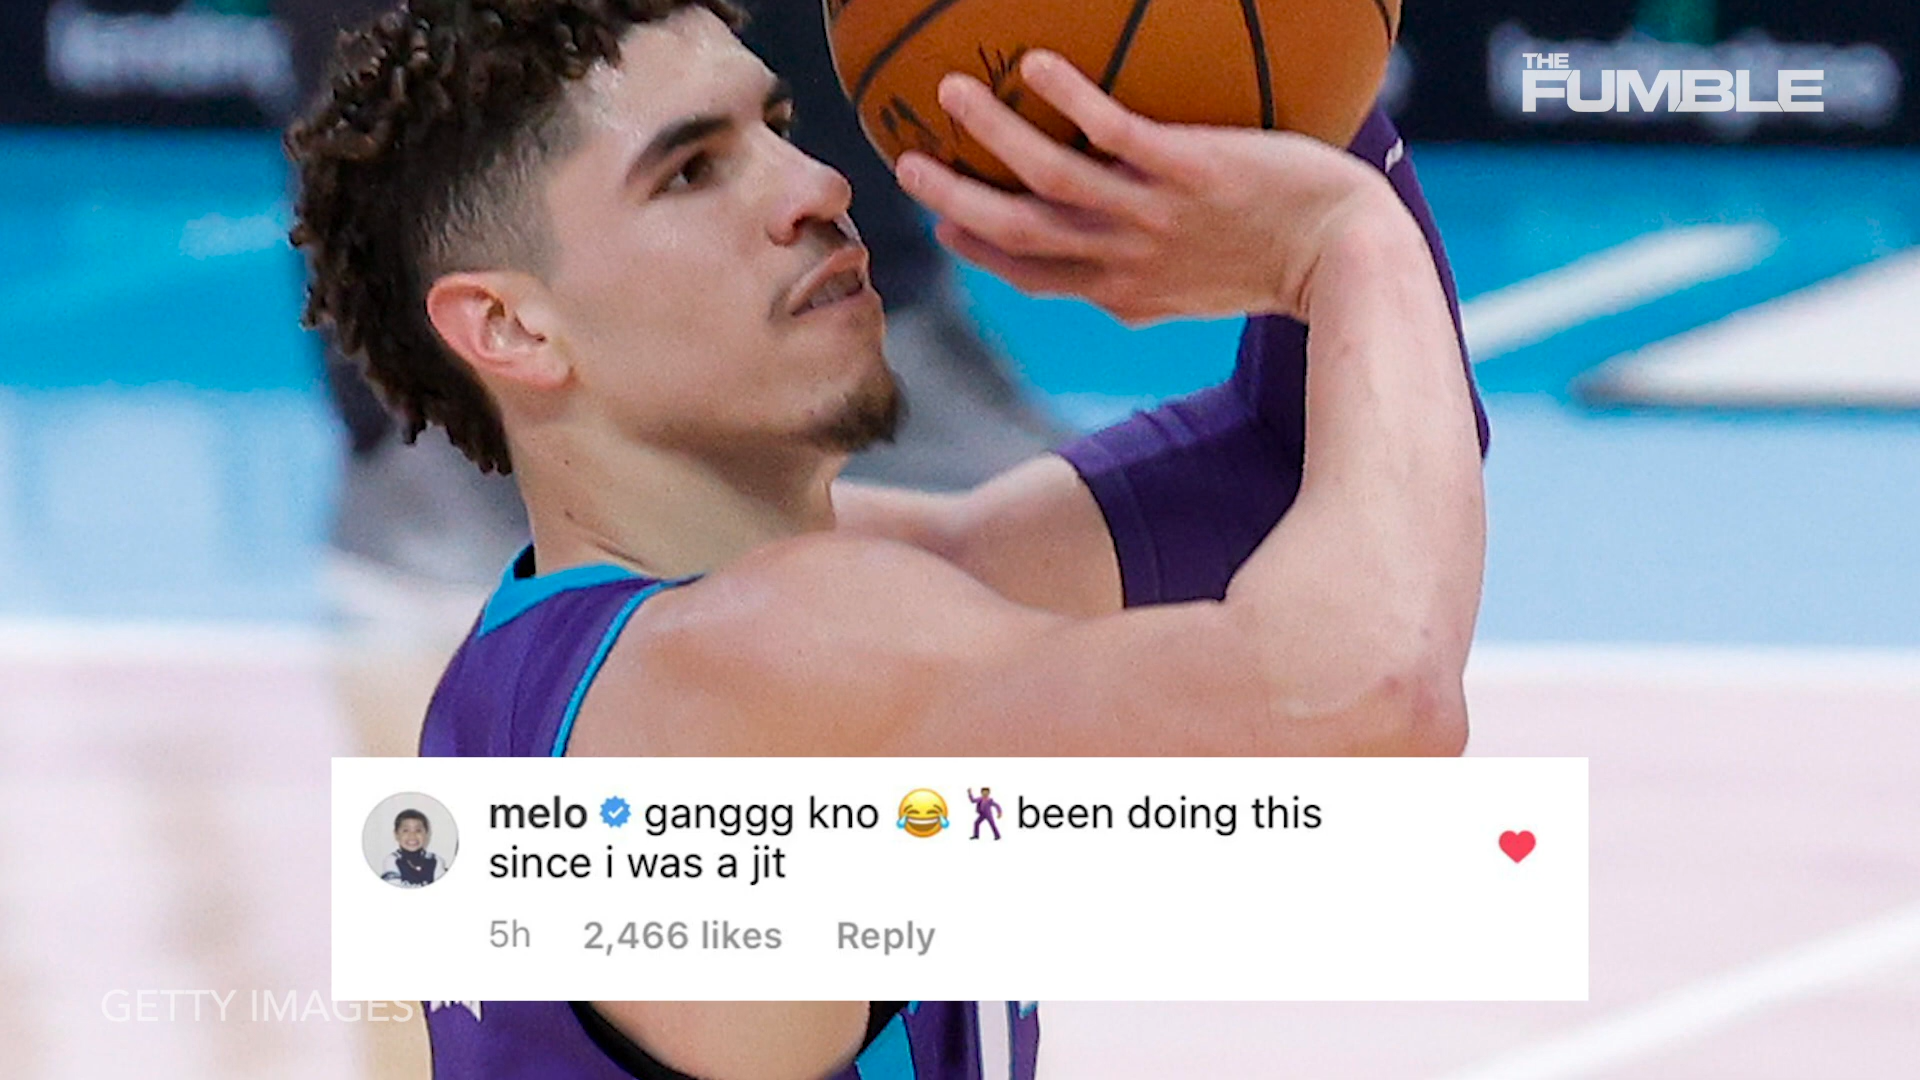 THE
FUMBLE
melo ganggg kno 😂 🕺🏾 been doing this
since i was a jit
5h 2,466 likes Reply
GETTY IMAGES